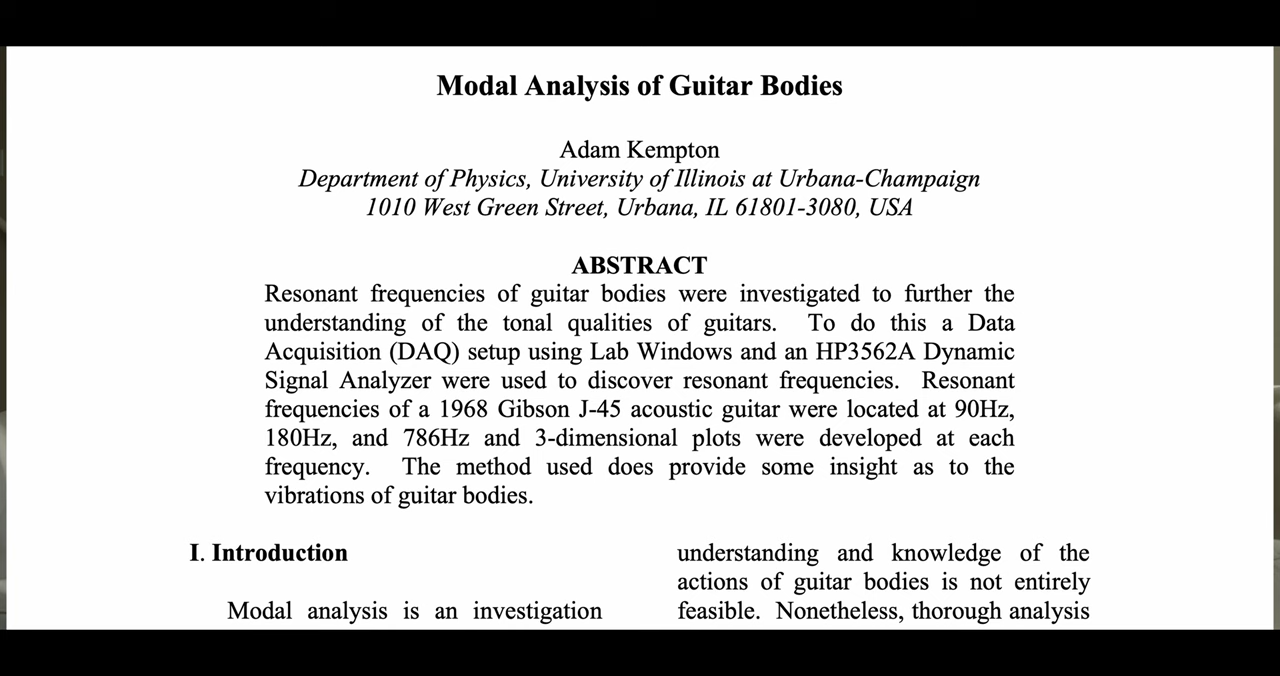 Modal Analysis of Guitar Bodies
Adam Kempton
Department of Physics, University of Illinois at Urbana-Champaign
1010 West Green Street, Urbana, IL 61801-3080, USA
ABSTRACT
Resonant frequencies of guitar bodies were investigated to further the
understanding of the tonal qualities of guitars. To do this a Data
Acquisition (DAQ) setup using Lab Windows and an HP3562A Dynamic
Signal Analyzer were used to discover resonant frequencies. Resonant
frequencies of a 1968 Gibson J-45 acoustic guitar were located at 90Hz,
180Hz, and 786Hz and 3-dimensional plots were developed at each
frequency. The method used does provide some insight as to the
vibrations of guitar bodies.
I. Introduction
Modal analysis is an investigation
understanding and knowledge of the
actions of guitar bodies is not entirely
feasible. Nonetheless, thorough analysis